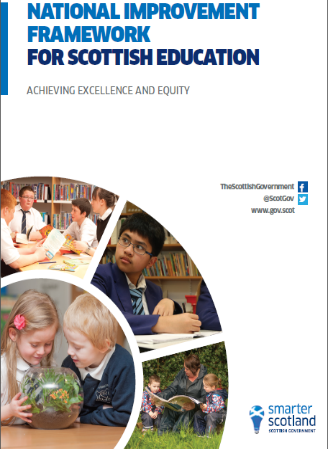 NATIONAL IMPROVEMENT
FRAMEWORK
FOR SCOTTISH EDUCATION
ACHIEVING EXCELLENCE AND EQUITY
TheScottishGovernment
@ScotGov
www.gov.scot
smarter
scotland
SCOTTISH GOVERNMENT